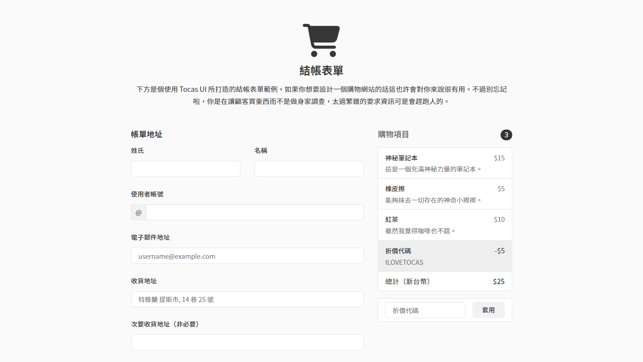 結帳表單
下方是個使用 Tocas UI 所打造的結帳表單範例。如果你想要設計一個購物網站的話這也許會對你來說很有用。不過別忘記
啦，你是在讓顧客買東西而不是做身家調查，太過繁雜的要求資訊可是會趕跑人的。
帳單地址
姓氏
名稱
使用者帳號
@
電子郵件地址
username@example.com
收貨地址
特雅蘭 提斯市, 14 巷 25 號
次要收貨地址（非必要）
購物項目
3
神秘筆記本
$15
這是一個充滿神秘力量的筆記本。
橡皮擦
$5
能夠抹去一切存在的神奇小擦擦。
紅茶
$10
雖然我覺得咖啡也不錯。
折價代碼
-$5
ILOVETOCAS
總計（新台幣）
$25
折價代碼
套用